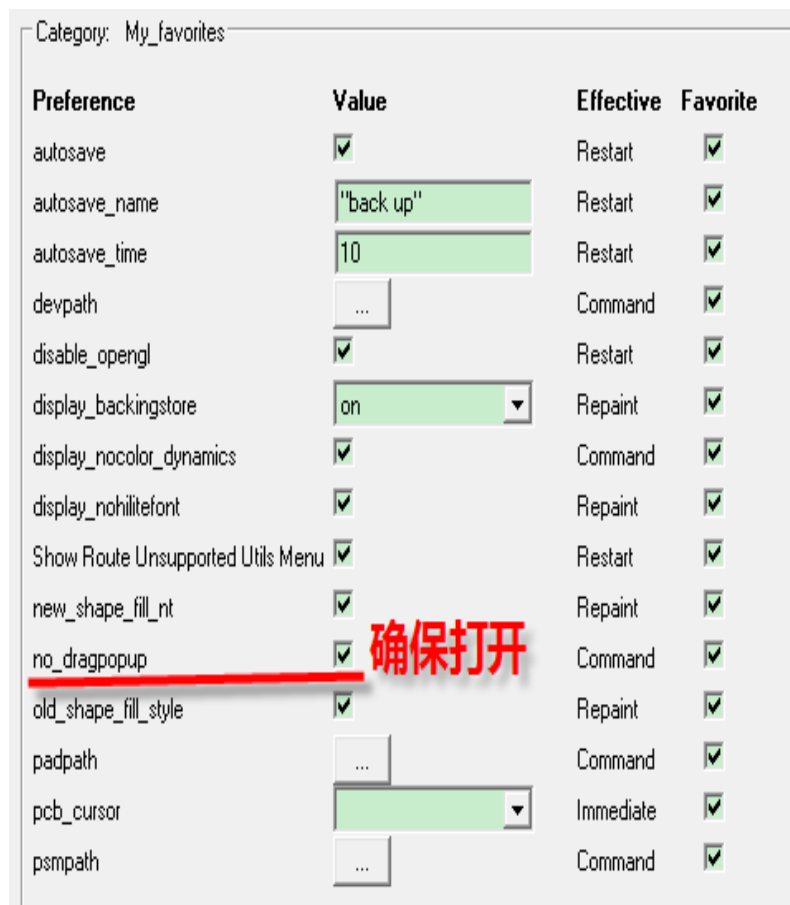 Category: My_favorites
Preference Value Effective Favorite
autosave Restart
autosave_name "back up" Restart
autosave_time 10 Restart
devpath ... Command
disable_opengl Restart
display_backingstore on Repaint
display_nocolor_dynamics Command
display_nohilitefont Repaint
Show Route Unsupported Utils Menu Restart
new_shape_fill_nt Repaint
no_dragpopup 确保打开 Command
old_shape_fill_style Repaint
padpath ... Command
pcb_cursor Immediate
psmpath ... Command